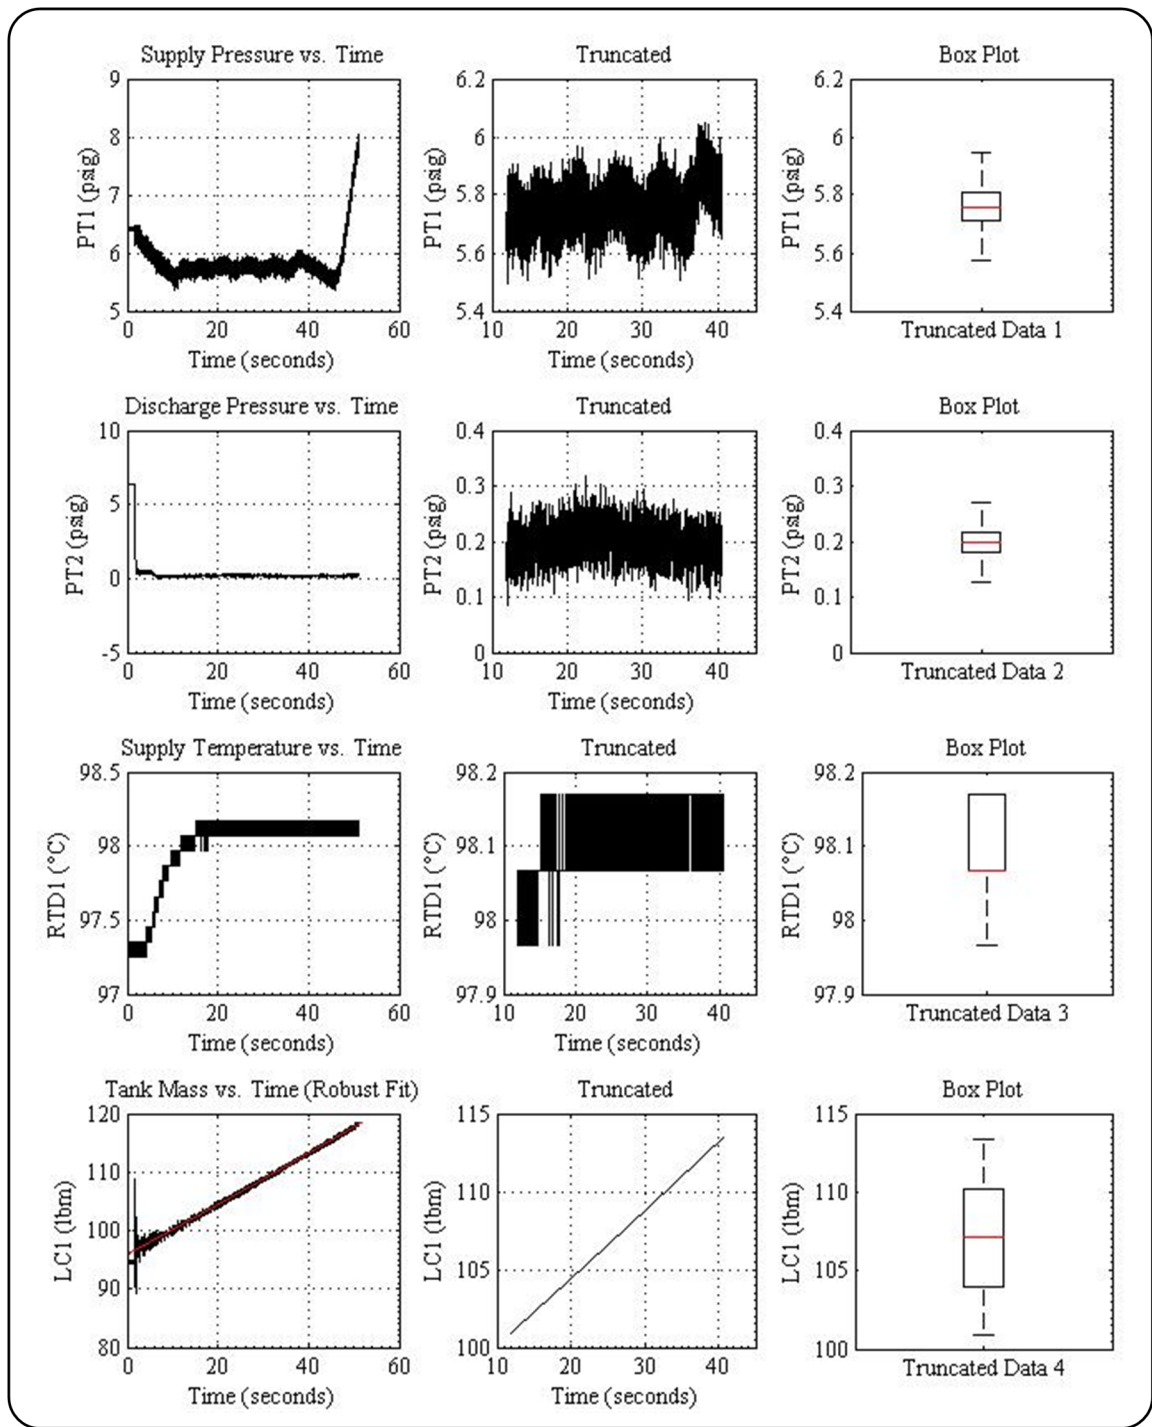 Supply Pressure vs. Time
Truncated
Box Plot
PT1 (psig)
9
8
7
6
5
0
20
40
60
Time (seconds)
PT1 (psig)
6.2
6
5.8
5.6
5.4
10
20
30
40
Time (seconds)
PT1 (psig)
6.2
6
5.8
5.6
5.4
Truncated Data 1
Discharge Pressure vs. Time
Truncated
Box Plot
PT2 (psig)
10
5
0
-5
0
20
40
60
Time (seconds)
PT2 (psig)
0.4
0.3
0.2
0.1
0
10
20
30
40
Time (seconds)
PT2 (psig)
0.4
0.3
0.2
0.1
0
Truncated Data 2
Supply Temperature vs. Time
Truncated
Box Plot
RTD1 (°C)
98.5
98
97.5
97
0
20
40
60
Time (seconds)
RTD1 (°C)
98.2
98.1
98
97.9
10
20
30
40
Time (seconds)
RTD1 (°C)
98.2
98.1
98
97.9
Truncated Data 3
Tank Mass vs. Time (Robust Fit)
Truncated
Box Plot
LC1 (lbm)
120
110
100
90
80
0
20
40
60
Time (seconds)
LC1 (lbm)
115
110
105
100
10
20
30
40
Time (seconds)
LC1 (lbm)
115
110
105
100
Truncated Data 4